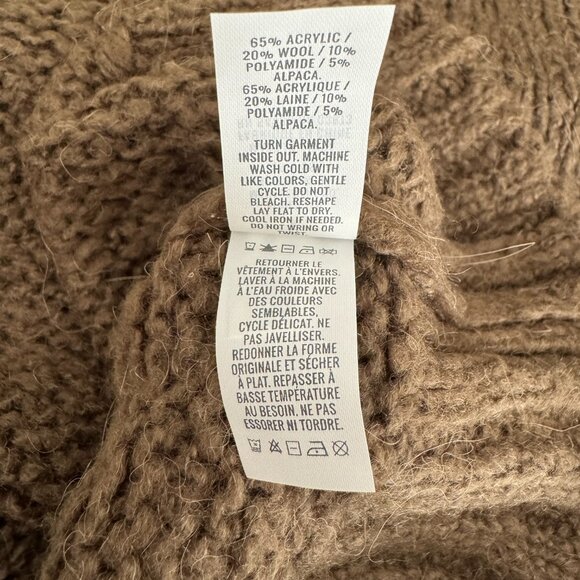 65% ACRYLIC /
20% WOOL / 10%
POLYAMIDE / 5%
ALPACA.
65% ACRYLIQUE /
20% LAINE / 10%
POLYAMIDE / 5%
ALPACA.
TURN GARMENT
INSIDE OUT. MACHINE
WASH COLD WITH
LIKE COLORS, GENTLE
CYCLE. DO NOT
BLEACH. RESHAPE
LAY FLAT TO DRY.
COOL IRON IF NEEDED.
DO NOT WRING OR
TWIST.
RETOURNER LE
VÊTEMENT À L'ENVERS.
LAVER À LA MACHINE
À L'EAU FROIDE AVEC
DES COULEURS
SEMBLABLES,
CYCLE DÉLICAT. NE
PAS JAVELLISER.
REDONNER LA FORME
ORIGINALE ET SÉCHER
À PLAT. REPASSER À
BASSE TEMPÉRATURE
AU BESOIN. NE PAS
ESSORER NI TORDRE.